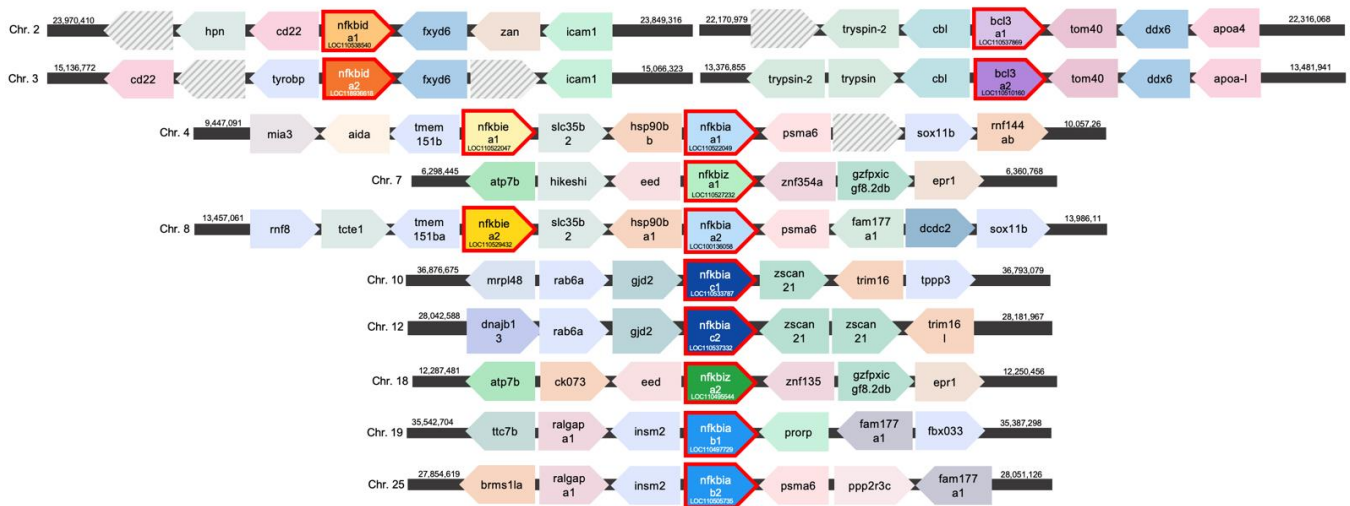 Chr. 2 23,970,410 hpn cd22 nfkbid a1 LOC110538540 fxyd6 zan icam1 23,849,316
22,170,979 tryspin-2 cbl bcl3 a1 LOC110537869 tom40 ddx6 apoa4 22,316,068
Chr. 3 15,136,772 cd22 tyrobp nfkbid a2 LOC118936618 fxyd6 icam1 15,066,323
13,376,855 trypsin-2 trypsin cbl bcl3 a2 LOC110510160 tom40 ddx6 apoa-I 13,481,941
Chr. 4 9,447,091 mia3 aida tmem 151b nfkbie a1 LOC110522047 slc35b 2 hsp90b b nfkbia a1 LOC110522049 psma6 sox11b rnf144 ab 10,057,26
Chr. 7 6,298,445 atp7b hikeshi eed nfkbiz a1 LOC110527232 znf354a gzfpxic gf8.2db epr1 6,360,768
Chr. 8 13,457,061 rnf8 tcte1 tmem 151ba nfkbie a2 LOC110529432 slc35b 2 hsp90b a1 nfkbia a2 LOC100136058 psma6 fam177 a1 dcdc2 sox11b 13,986,11
Chr. 10 36,876,675 mrpl48 rab6a gjd2 nfkbia c1 LOC110533767 zscan 21 trim16 tppp3 36,793,079
Chr. 12 28,042,588 dnajb1 3 rab6a gjd2 nfkbia c2 LOC110537332 zscan 21 zscan 21 trim16 l 28,181,967
Chr. 18 12,287,481 atp7b ck073 eed nfkbiz a2 LOC110495544 znf135 gzfpxic gf8.2db epr1 12,250,456
Chr. 19 35,542,704 ttc7b ralgap a1 insm2 nfkbia b1 LOC110497729 prorp fam177 a1 fbx033 35,387,298
Chr. 25 27,854,619 brms1la ralgap a1 insm2 nfkbia b2 LOC110505735 psma6 ppp2r3c fam177 a1 28,051,126